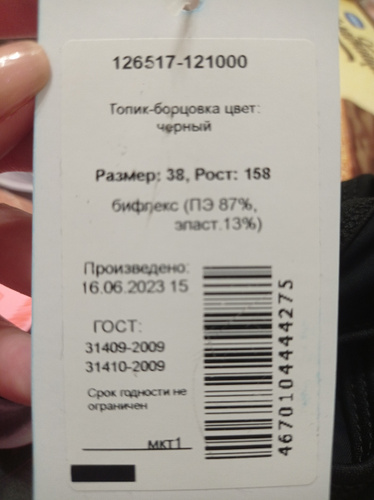 126517-121000
Топик-борцовка цвет:
черный
Размер: 38, Рост: 158
бифлекс (ПЭ 87%,
эласт.13%)
Произведено:
16.06.2023 15
ГОСТ:
31409-2009
31410-2009
Срок годности не
ограничен
мкт1
4670104444275